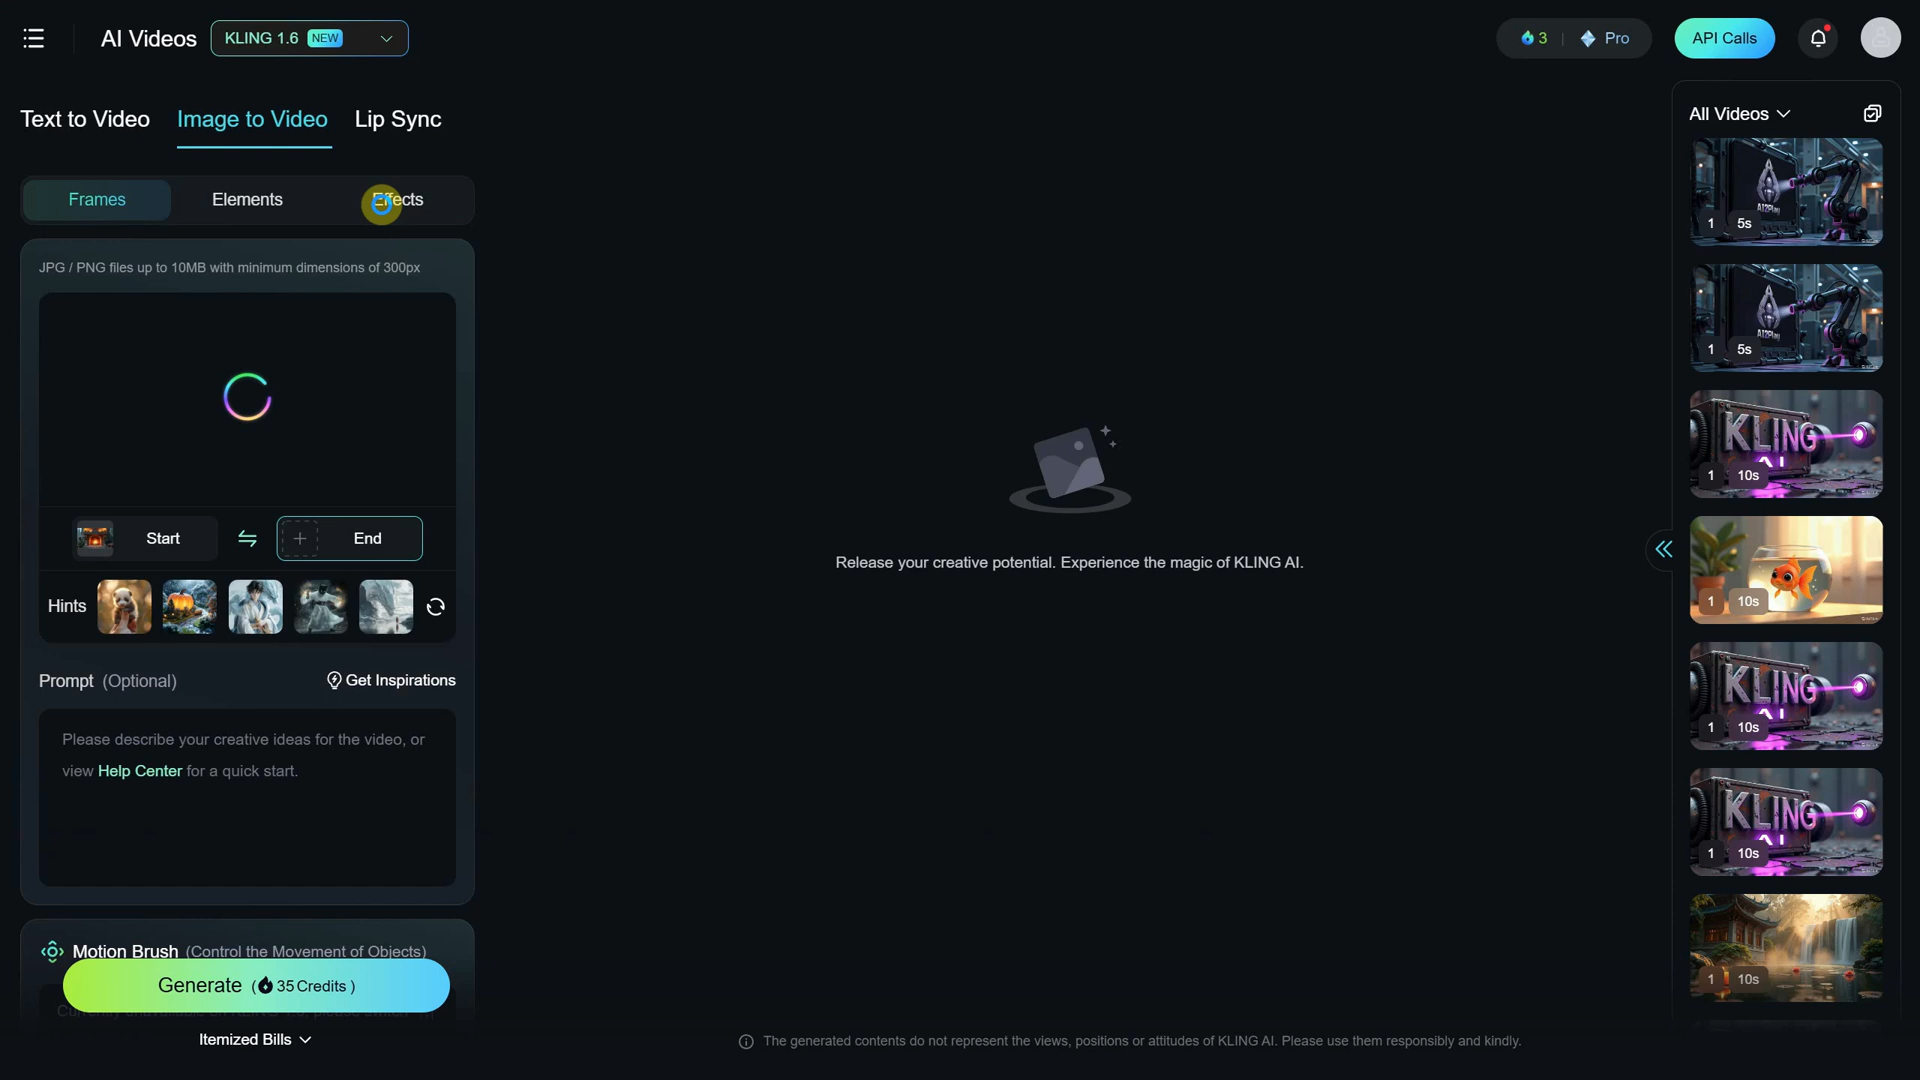 AI Videos
KLING 1.6 NEW
3 | Pro
API Calls
Text to Video
Image to Video
Lip Sync
Frames
Elements
Effects
JPG / PNG files up to 10MB with minimum dimensions of 300px
Start
End
Hints
Prompt (Optional)
Get Inspirations
Please describe your creative ideas for the video, or
view Help Center for a quick start.
Motion Brush (Control the Movement of Objects)
Generate ( 35 Credits )
Itemized Bills
Release your creative potential. Experience the magic of KLING AI.
The generated contents do not represent the views, positions or attitudes of KLING AI. Please use them responsibly and kindly.
All Videos
AI2Play
1 5s
AI2Play
1 5s
KLING
AI
1 10s
1 10s
KLING
AI
1 10s
KLING
AI
1 10s
1 10s